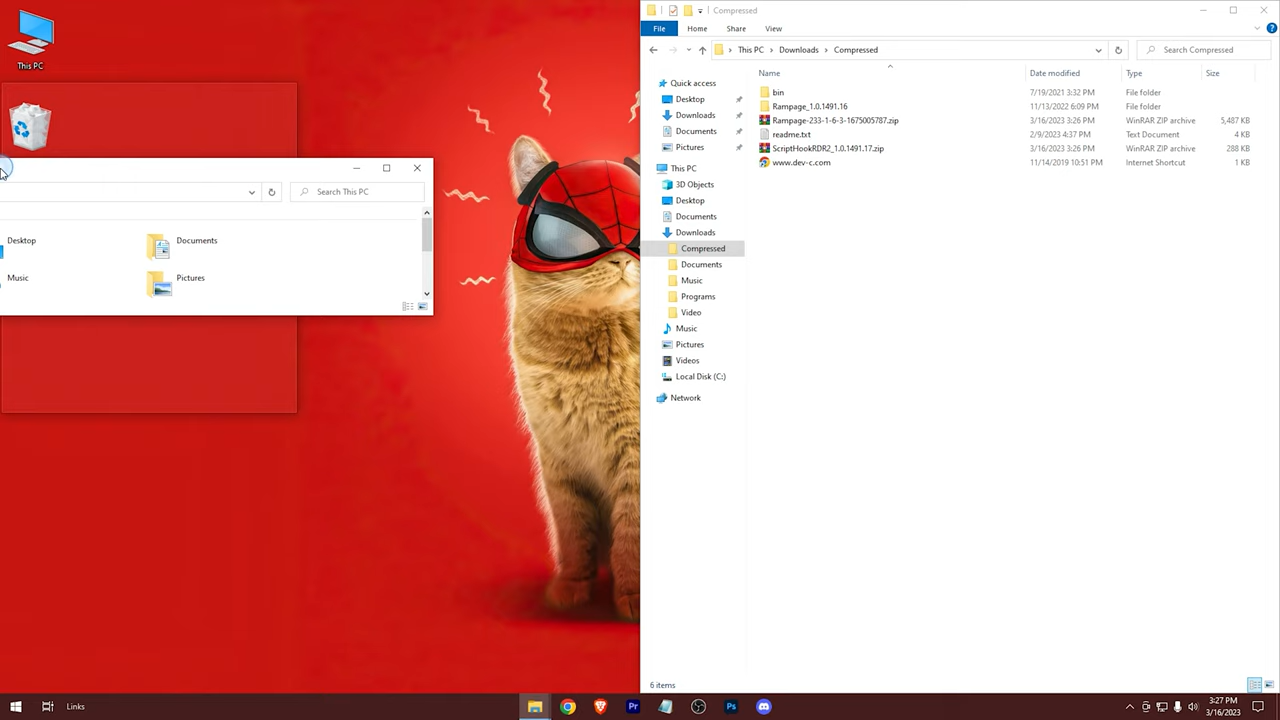 This PC
Search This PC
Desktop
Documents
Music
Pictures
Compressed
File
Home
Share
View
This PC
Downloads
Compressed
Search Compressed
Name
Date modified
Type
Size
bin
7/19/2021 3:32 PM
File folder
Rampage_1.0.1491.16
11/13/2022 6:09 PM
File folder
Rampage-233-1-6-3-1675005787.zip
3/16/2023 3:26 PM
WinRAR ZIP archive
5,487 KB
readme.txt
2/9/2023 4:37 PM
Text Document
4 KB
ScriptHookRDR2_1.0.1491.17.zip
3/16/2023 3:26 PM
WinRAR ZIP archive
288 KB
www.dev-c.com
11/14/2019 10:51 PM
Internet Shortcut
1 KB
Quick access
Desktop
Downloads
Documents
Pictures
This PC
3D Objects
Desktop
Documents
Downloads
Compressed
Documents
Music
Programs
Video
Music
Pictures
Videos
Local Disk (C:)
Network
6 items
Links
Pr
Ps
3:27 PM
3/16/2023